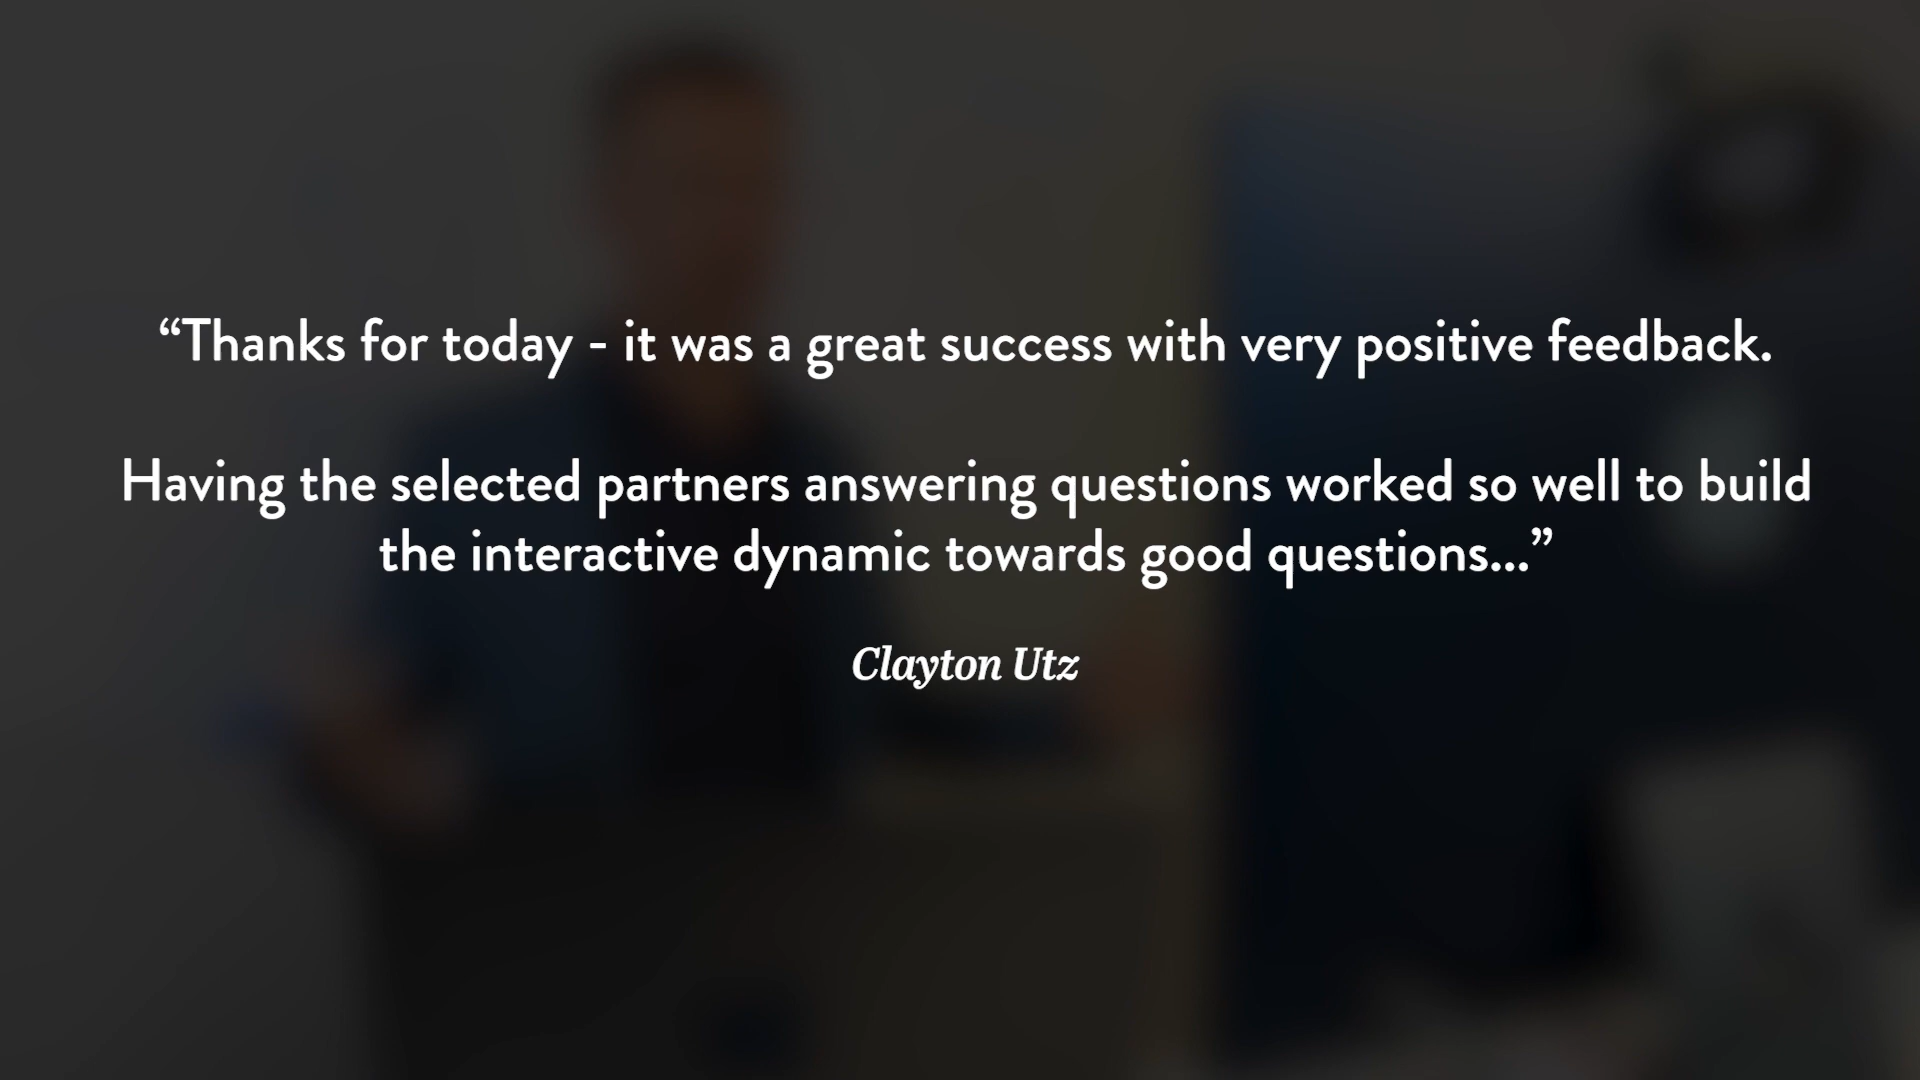 “Thanks for today - it was a great success with very positive feedback.
Having the selected partners answering questions worked so well to build
the interactive dynamic towards good questions...”
Clayton Utz